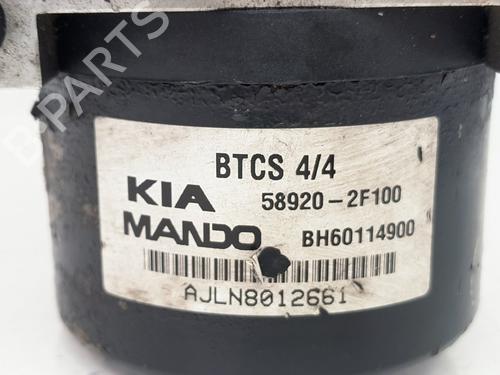 B-PARTS
BTCS 4/4
KIA 58920-2F100
MANDO BH60114900
AJLN8012661